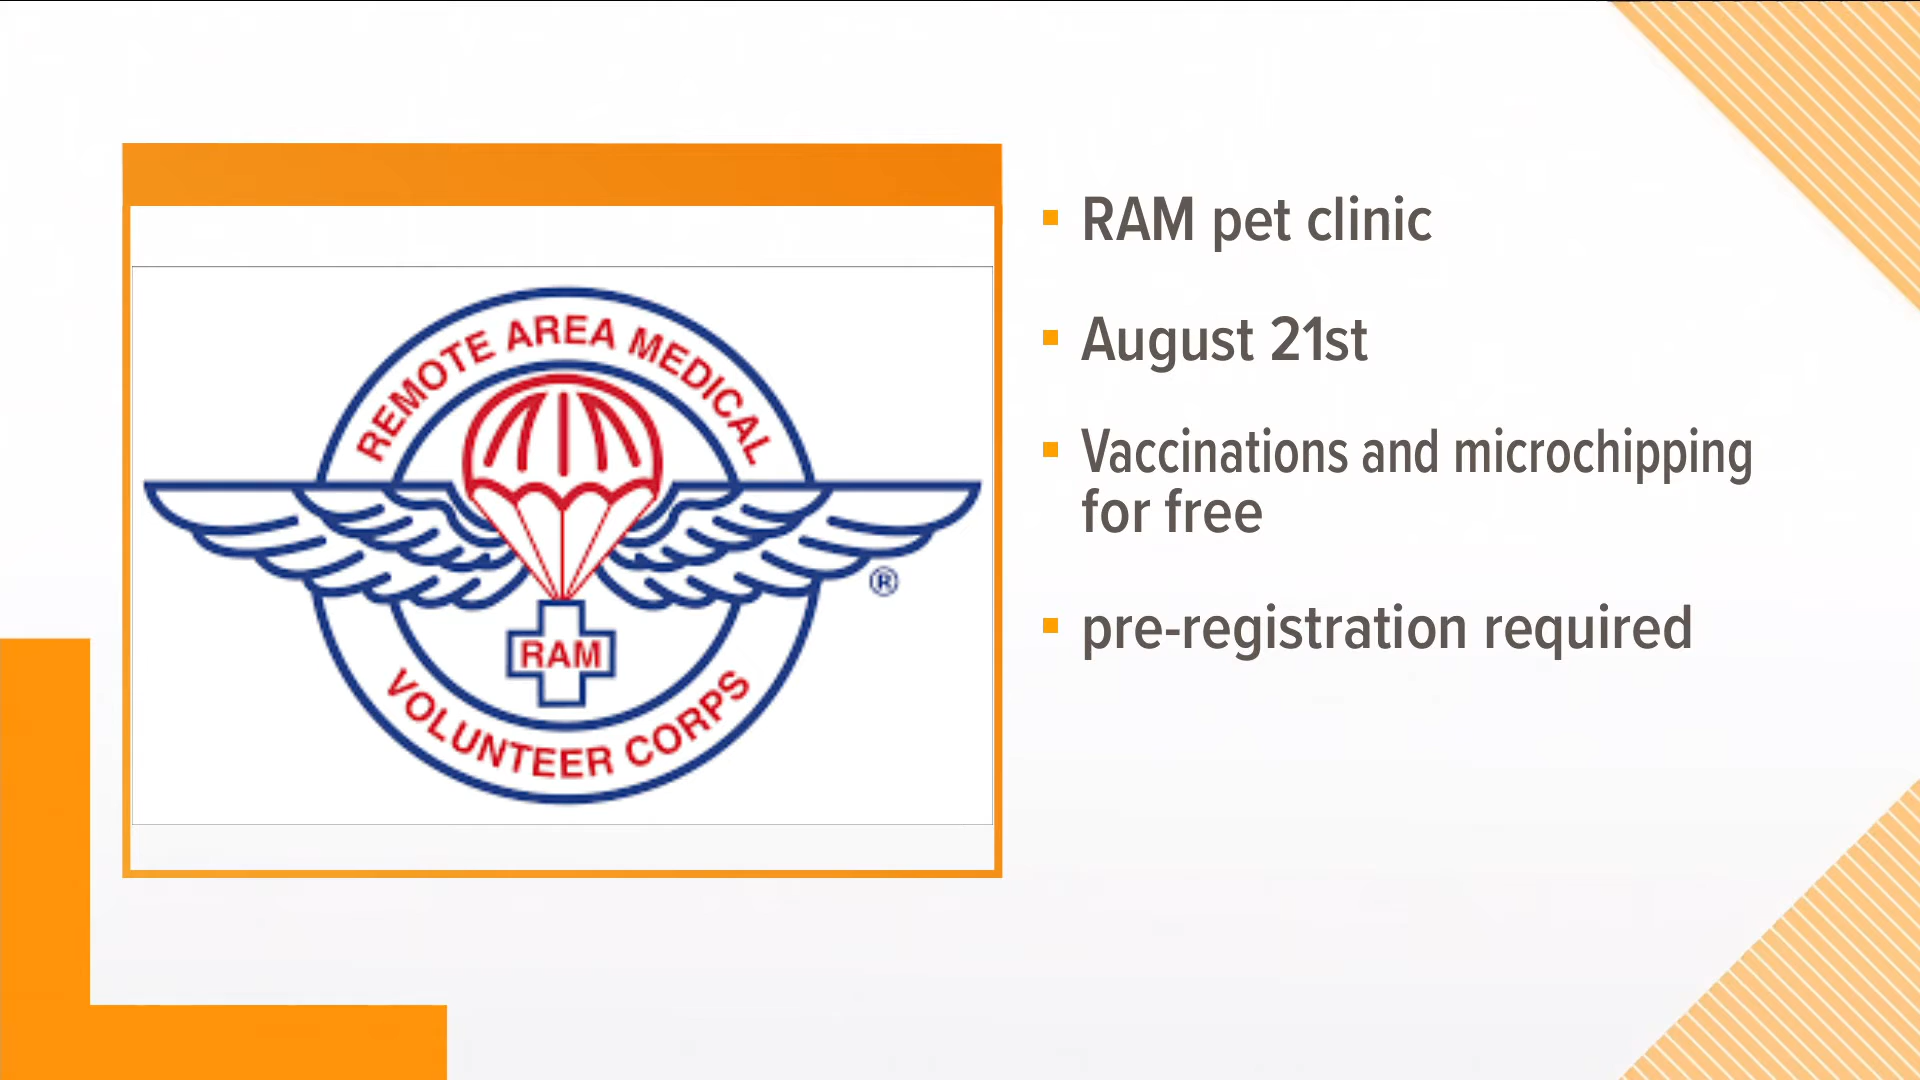 REMOTE AREA MEDICAL
®
RAM
VOLUNTEER CORPS
RAM pet clinic
August 21st
Vaccinations and microchipping
for free
pre-registration required